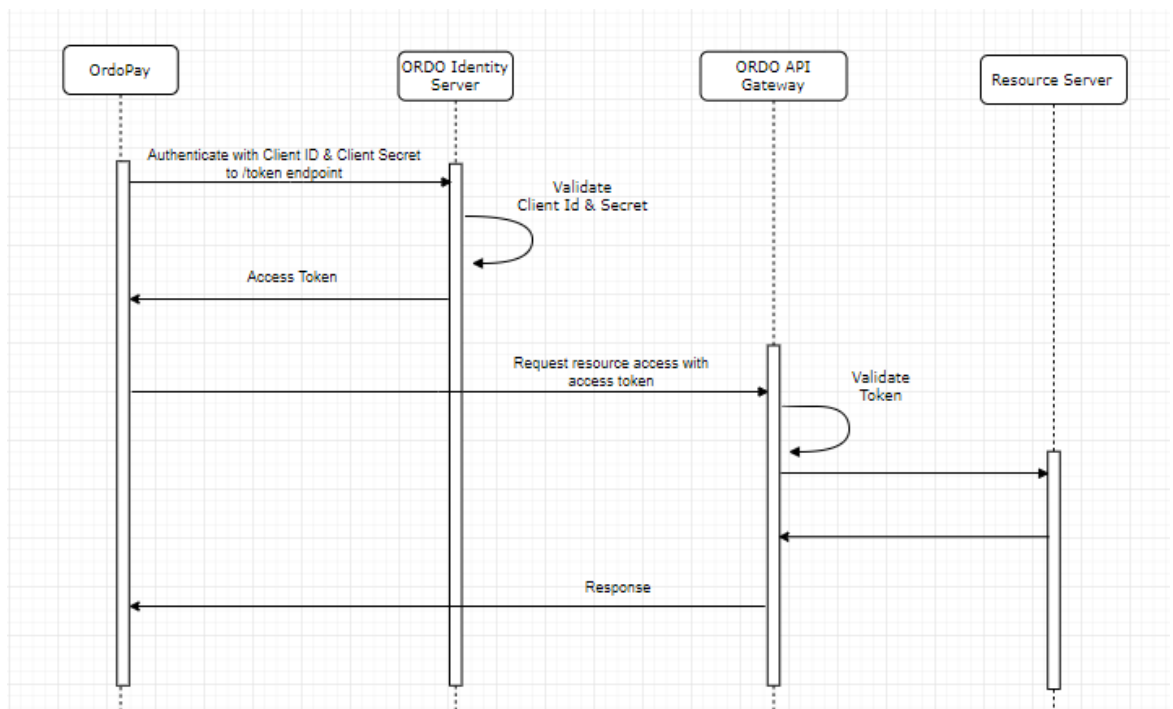 OrdoPay
ORDO Identity
Server
ORDO API
Gateway
Resource Server
Authenticate with Client ID & Client Secret
to /token endpoint
Validate
Client Id & Secret
Access Token
Request resource access with
access token
Validate
Token
Response